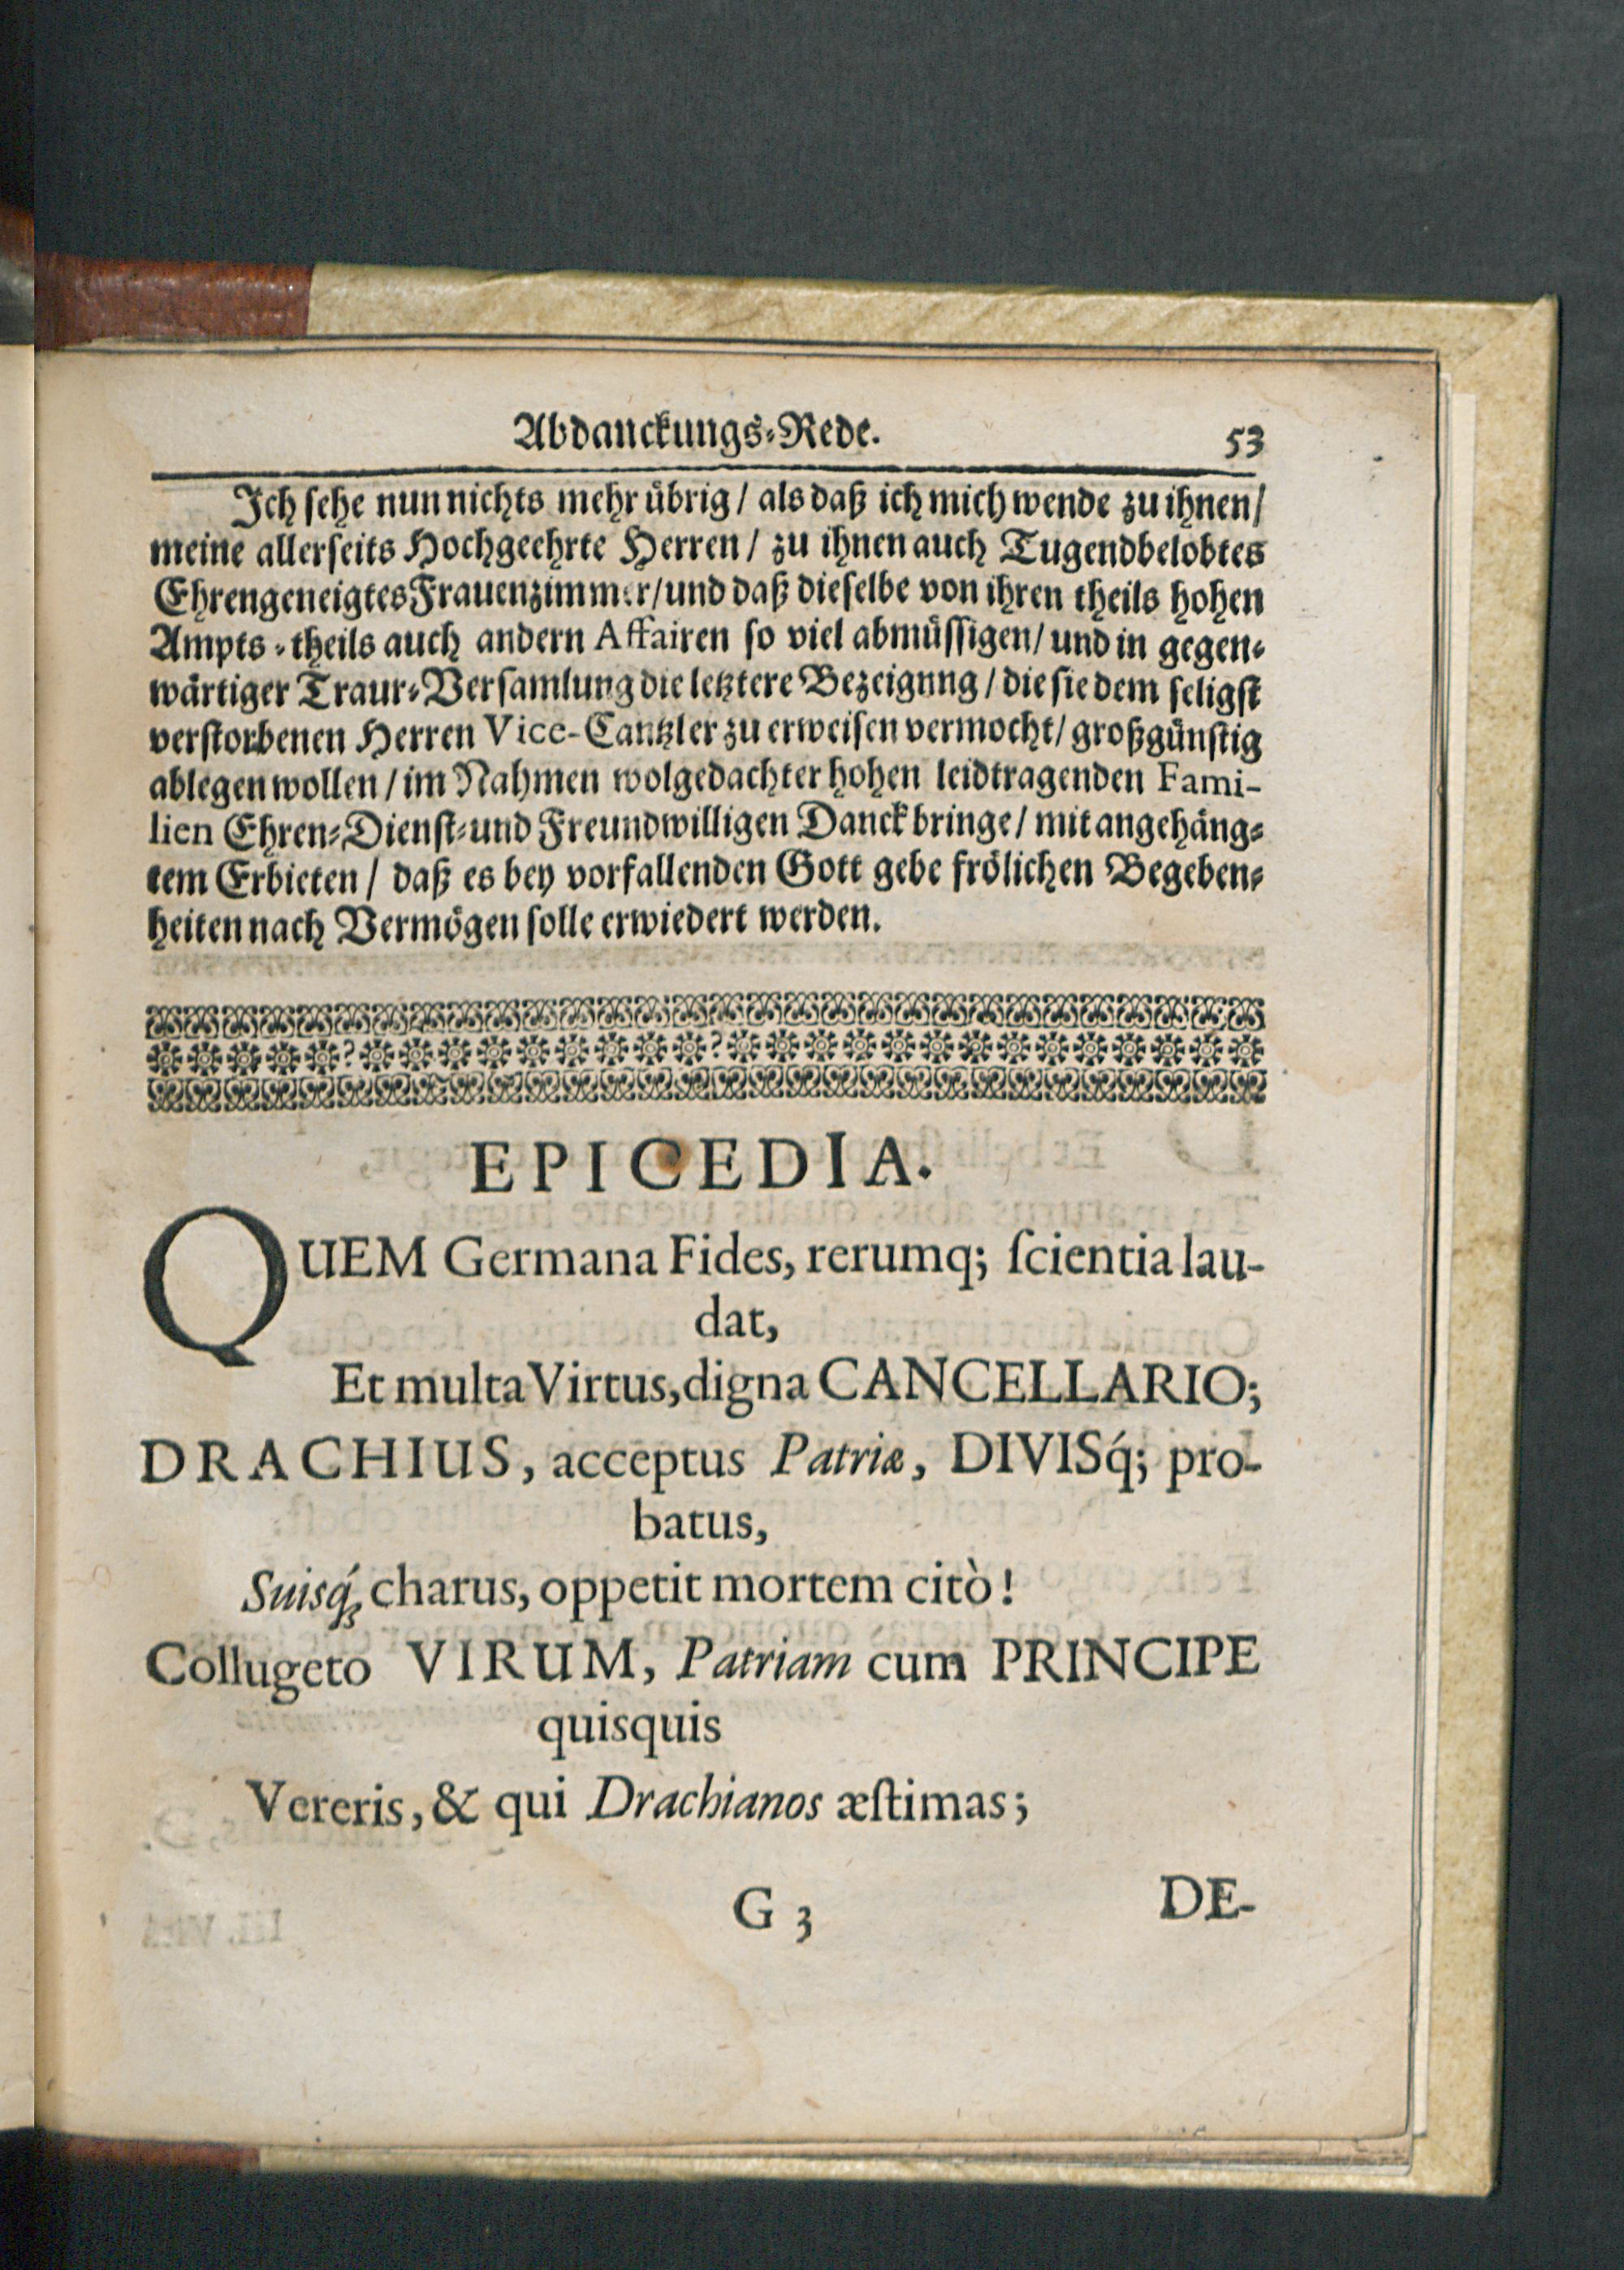 Abdanckungs-Rede. 53
Ich sehe nun nichts mehr übrig / als daß ich mich wende zu ihnen/
meine allerseits Hochgeehrte Herren / zu ihnen auch Tugendbelobtes
Ehrengeneigtes Frauenzimmer/ und daß dieselbe von ihren theils hohen
Ampts-theils auch andern Affairen so viel abmüssigen/ und in gegen-
wärtiger Traur-Versamlung die letztere Bezeigung / die sie dem seligst
verstorbenen Herren Vice-Cantzler zu erweisen vermocht/ großgünstig
ablegen wollen / im Nahmen wolgedachter hohen leidtragenden Fami-
lien Ehren-Dienst-und Freundwilligen Danck bringe / mit angehäng-
tem Erbieten / daß es bey vorfallenden Gott gebe frölichen Begeben-
heiten nach Vermögen solle erwiedert werden.
EPICEDIA.
QUEM Germana Fides, rerumq; ſcientia lau-
dat,
Et multa Virtus, digna CANCELLARIO;
DRACHIUS, acceptus Patriæ, DIVISq́; pro-
batus,
Suisq́; charus, oppetit mortem citò!
Collugeto VIRUM, Patriam cum PRINCIPE
quisquis
Vereris, & qui Drachianos æſtimas;
G 3 DE-